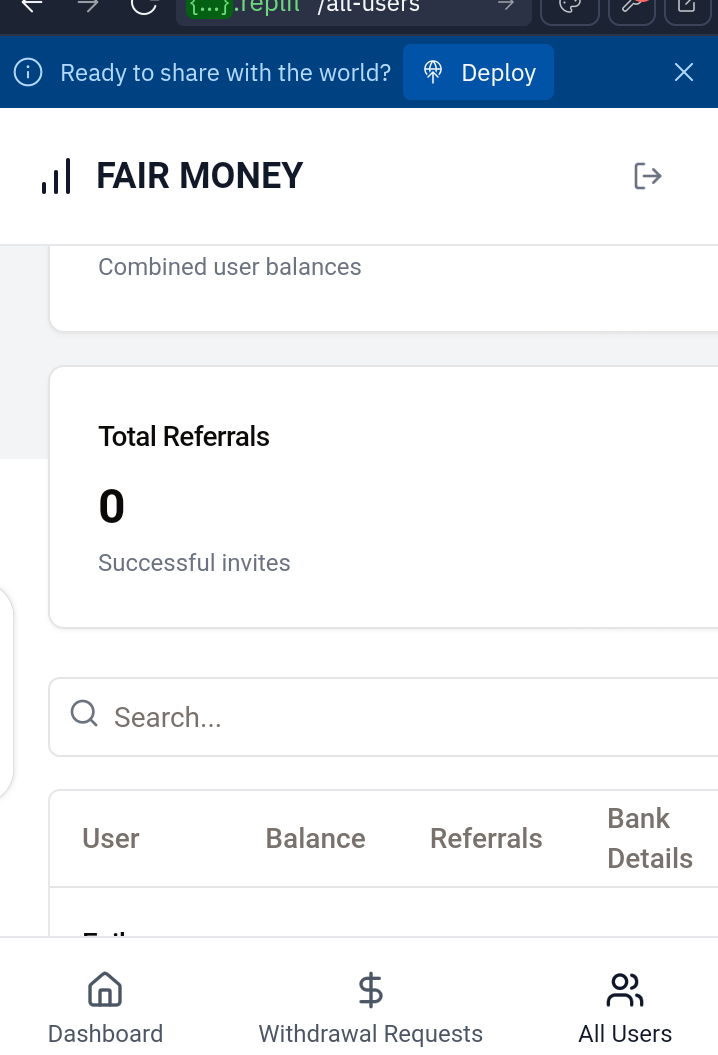 {...}.replit /all-users
Ready to share with the world? Deploy
FAIR MONEY
Combined user balances
Total Referrals
0
Successful invites
Search...
User Balance Referrals Bank Details
Dashboard Withdrawal Requests All Users